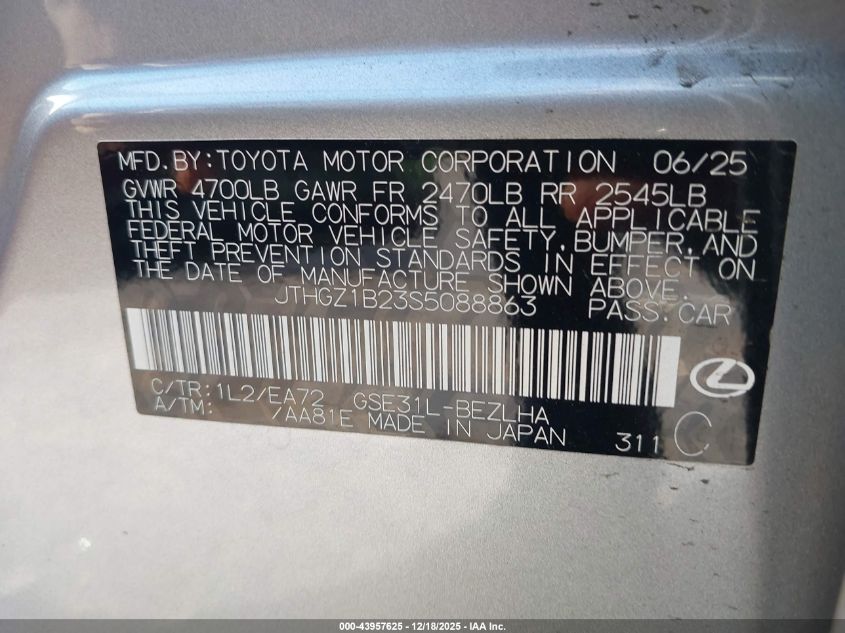 MFD. BY: TOYOTA MOTOR CORPORATION 06/25
GVWR 4700LB GAWR FR 2470LB RR 2545LB
THIS VEHICLE CONFORMS TO ALL APPLICABLE
FEDERAL MOTOR VEHICLE SAFETY, BUMPER, AND
THEFT PREVENTION STANDARDS IN EFFECT ON
THE DATE OF MANUFACTURE SHOWN ABOVE.
JTHGZ1B23S5088863 PASS. CAR
C/TR: 1L2/EA72 GSE31L-BEZLHA
A/TM: /AA81E MADE IN JAPAN 311 C
000-43957625 - 12/18/2025 - IAA Inc.